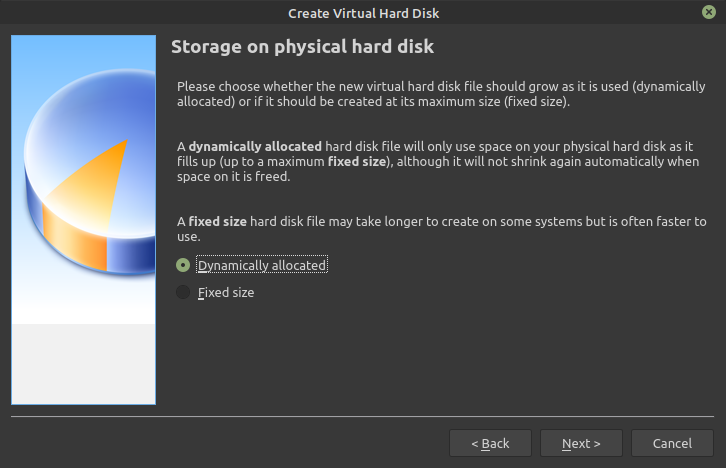 Create Virtual Hard Disk
Storage on physical hard disk
Please choose whether the new virtual hard disk file should grow as it is used (dynamically
allocated) or if it should be created at its maximum size (fixed size).
A dynamically allocated hard disk file will only use space on your physical hard disk as it
fills up (up to a maximum fixed size), although it will not shrink again automatically when
space on it is freed.
A fixed size hard disk file may take longer to create on some systems but is often faster to
use.
Dynamically allocated
Fixed size
< Back
Next >
Cancel